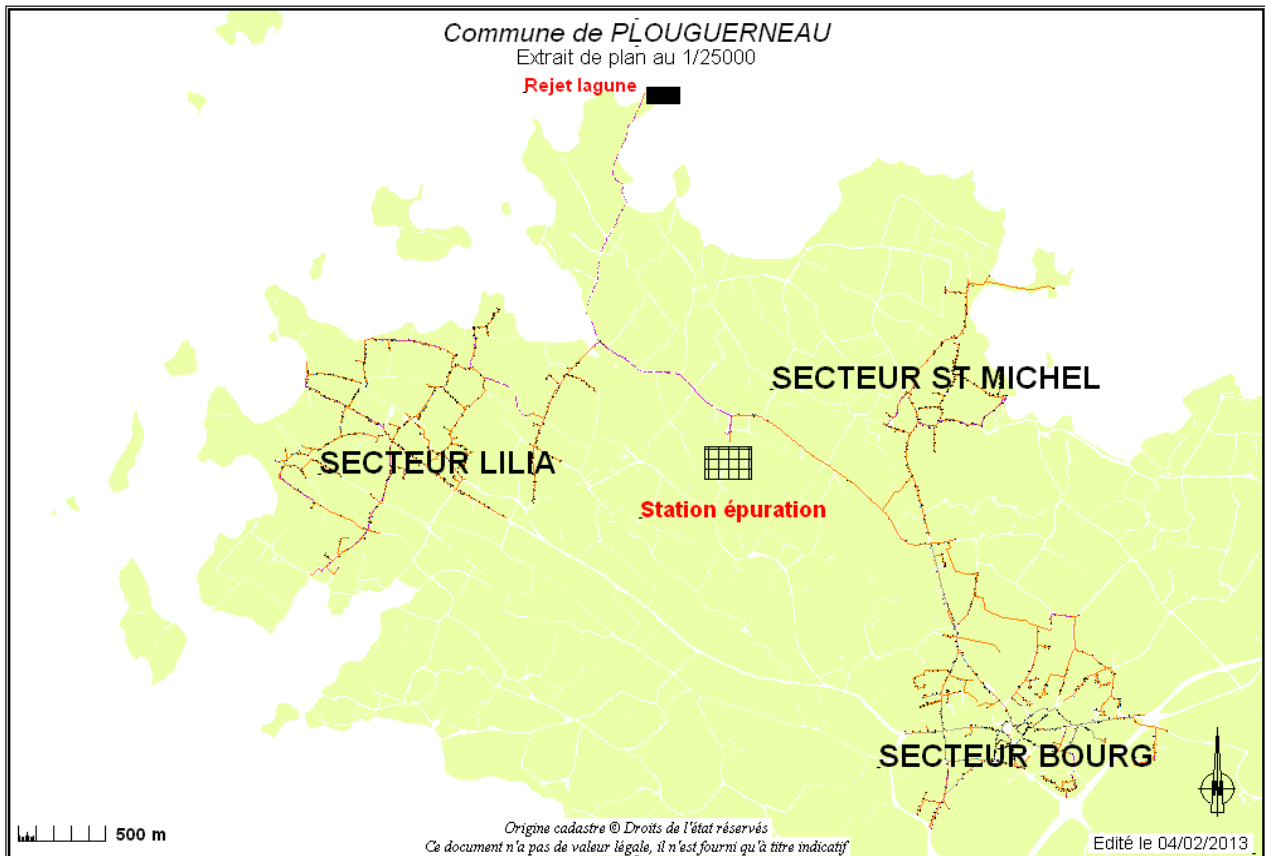 Commune de PLOUGUERNEAU
Extrait de plan au 1/25000
Rejet lagune
SECTEUR ST MICHEL
SECTEUR LILIA
Station épuration
SECTEUR BOURG
N
500 m
Origine cadastre © Droits de l'état réservés
Ce document n'a pas de valeur légale, il n'est fourni qu'à titre indicatif
Edité le 04/02/2013